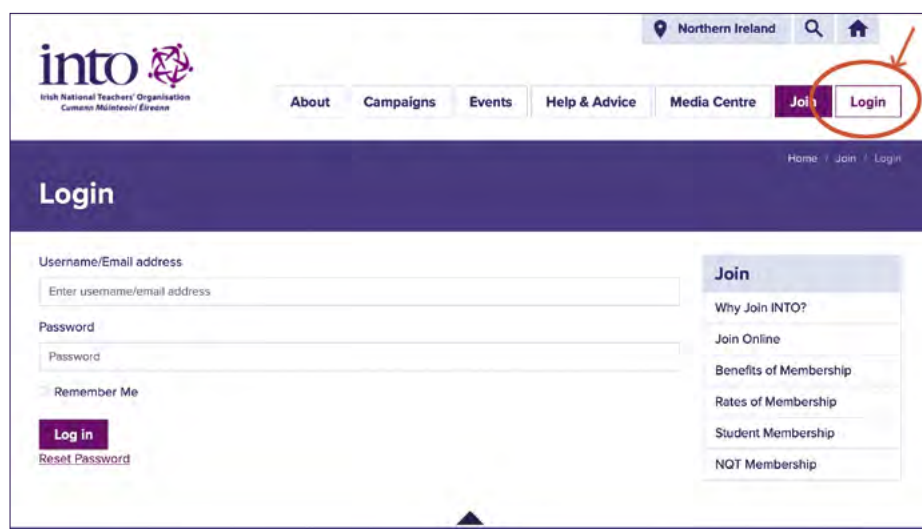 Northern Ireland
into
Irish National Teachers' Organisation
Cumann Múinteoirí Éireann
About Campaigns Events Help & Advice Media Centre Join Login
Home / Join / Login
Login
Username/Email address
Enter username/email address
Password
Password
Remember Me
Log in
Reset Password
Join
Why Join INTO?
Join Online
Benefits of Membership
Rates of Membership
Student Membership
NQT Membership